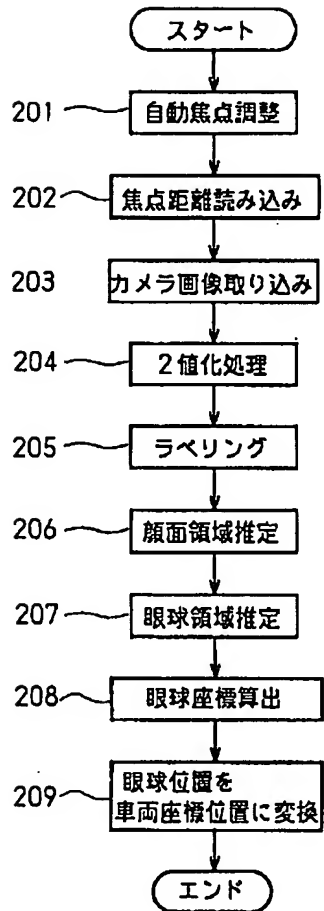 スタート
201 自動焦点調整
202 焦点距離読み込み
203 カメラ画像取り込み
204 2値化処理
205 ラベリング
206 顔面領域推定
207 眼球領域推定
208 眼球座標算出
眼球位置を
209 車両座標位置に変換
エンド